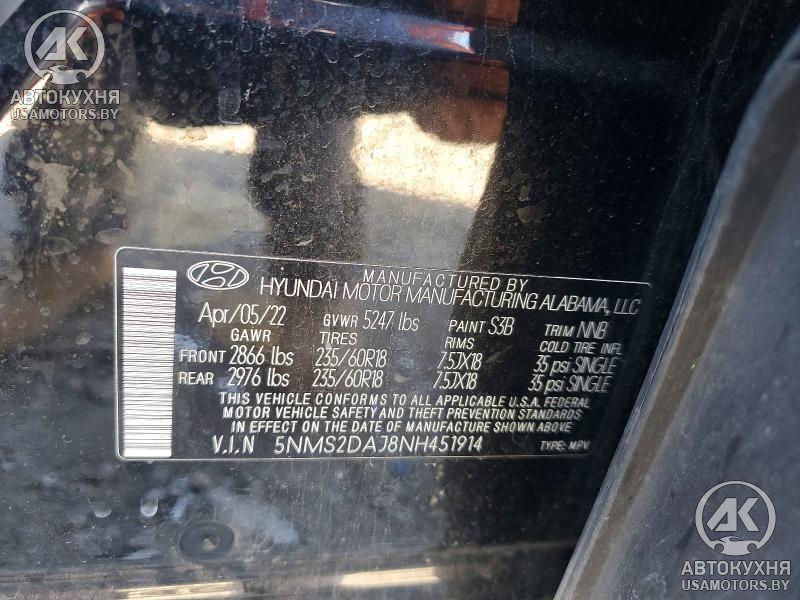 AK
АВТОКУХНЯ
USAMOTORS.BY
MANUFACTURED BY
HYUNDAI MOTOR MANUFACTURING ALABAMA, LLC
Apr/05/22 GVWR 5247 lbs PAINT S3B TRIM NNB
GAWR TIRES RIMS COLD TIRE INFL
FRONT 2866 lbs 235/60R18 7.5JX18 35 psi SINGLE
REAR 2976 lbs 235/60R18 7.5JX18 35 psi SINGLE
THIS VEHICLE CONFORMS TO ALL APPLICABLE U.S.A. FEDERAL
MOTOR VEHICLE SAFETY AND THEFT PREVENTION STANDARDS
IN EFFECT ON THE DATE OF MANUFACTURE SHOWN ABOVE
V.I.N 5NMS2DAJ8NH451914 TYPE: MPV
AK
АВТОКУХНЯ
USAMOTORS.BY